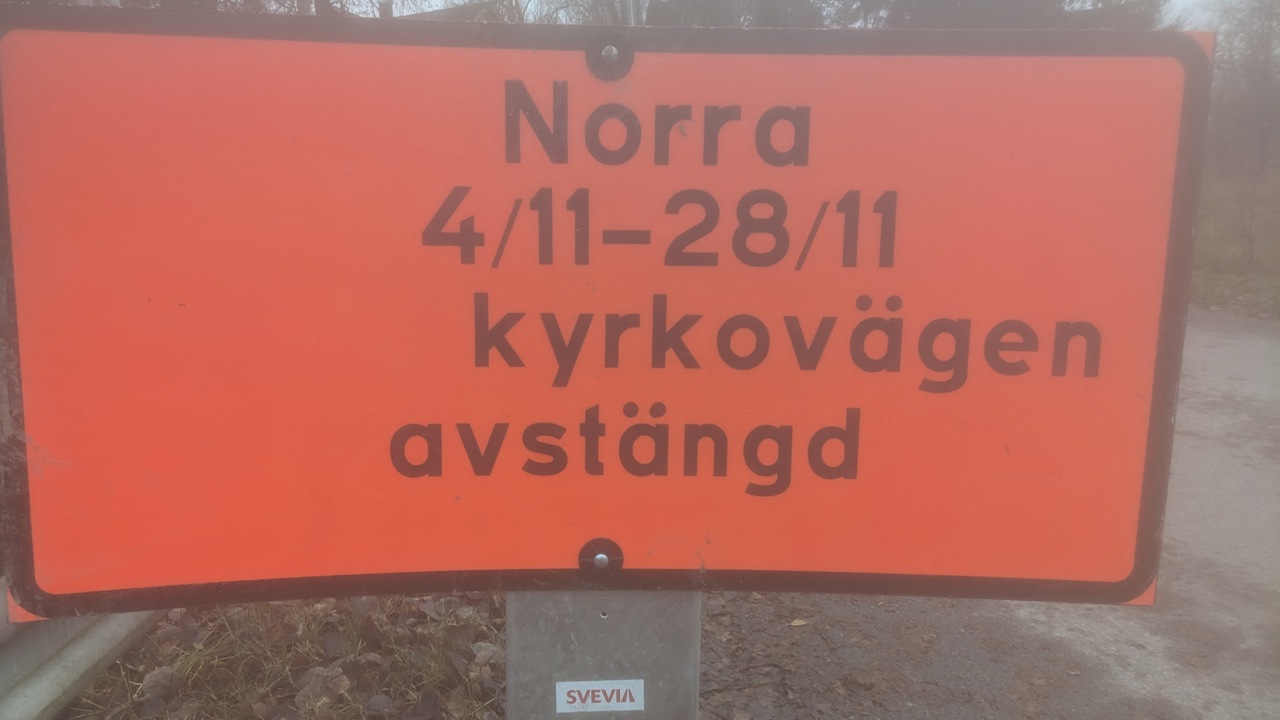 Norra
4/11-28/11
kyrkovägen
avstängd
SVEVIA